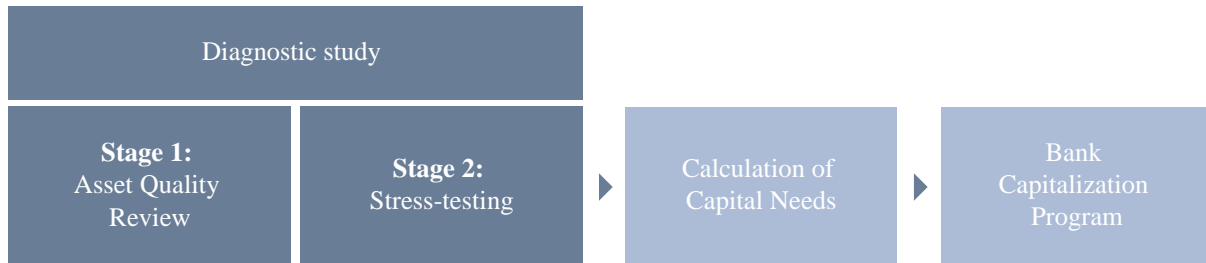 Diagnostic study
Stage 1:
Asset Quality
Review
Stage 2:
Stress-testing
Calculation of
Capital Needs
Bank
Capitalization
Program